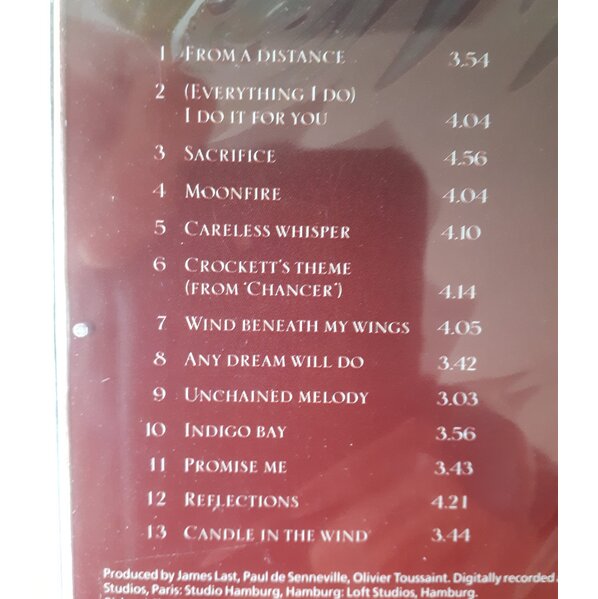 1 FROM A DISTANCE 3.54
2 (EVERYTHING I DO)
I DO IT FOR YOU 4.04
3 SACRIFICE 4.56
4 MOONFIRE 4.04
5 CARELESS WHISPER 4.10
6 CROCKETT'S THEME
(FROM 'CHANCER') 4.14
7 WIND BENEATH MY WINGS 4.05
8 ANY DREAM WILL DO 3.42
9 UNCHAINED MELODY 3.03
10 INDIGO BAY 3.56
11 PROMISE ME 3.43
12 REFLECTIONS 4.21
13 CANDLE IN THE WIND 3.44
Produced by James Last, Paul de Senneville, Olivier Toussaint. Digitally recorded
Studios, Paris: Studio Hamburg, Hamburg: Loft Studios, Hamburg.